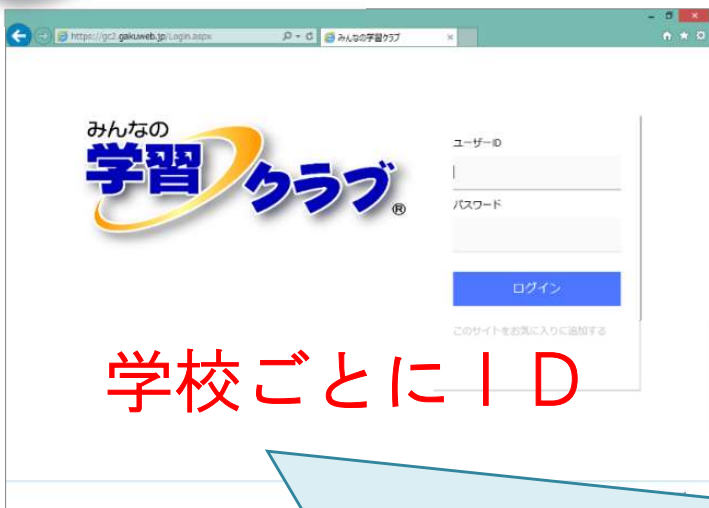 https://gc2.gakuweb.jp/Login.aspx
みんなの学習クラブ
みんなの
学習クラブ®
ユーザーID
パスワード
ログイン
このサイトをお気に入りに追加する
学校ごとにＩＤ